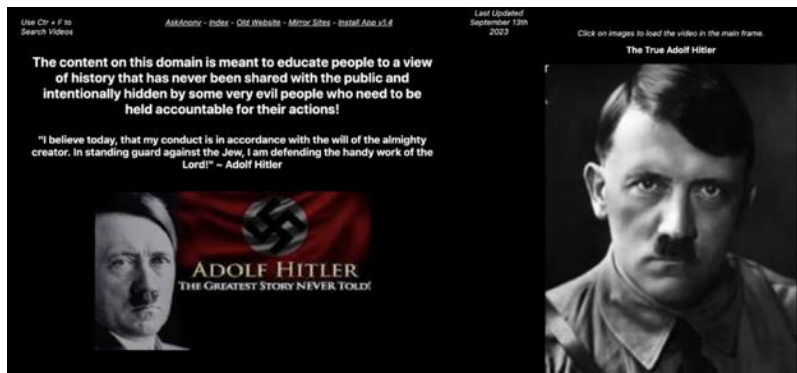 Use Ctr + F to
Search Videos
AskAnony - Index - Old Website - Mirror Sites - Install App v1.4
Last Updated
September 13th
2023
Click on images to load the video in the main frame.
The True Adolf Hitler
The content on this domain is meant to educate people to a view
of history that has never been shared with the public and
intentionally hidden by some very evil people who need to be
held accountable for their actions!
"I believe today, that my conduct is in accordance with the will of the almighty
creator. In standing guard against the Jew, I am defending the handy work of the
Lord!" ~ Adolf Hitler
ADOLF HITLER
THE GREATEST STORY NEVER TOLD!